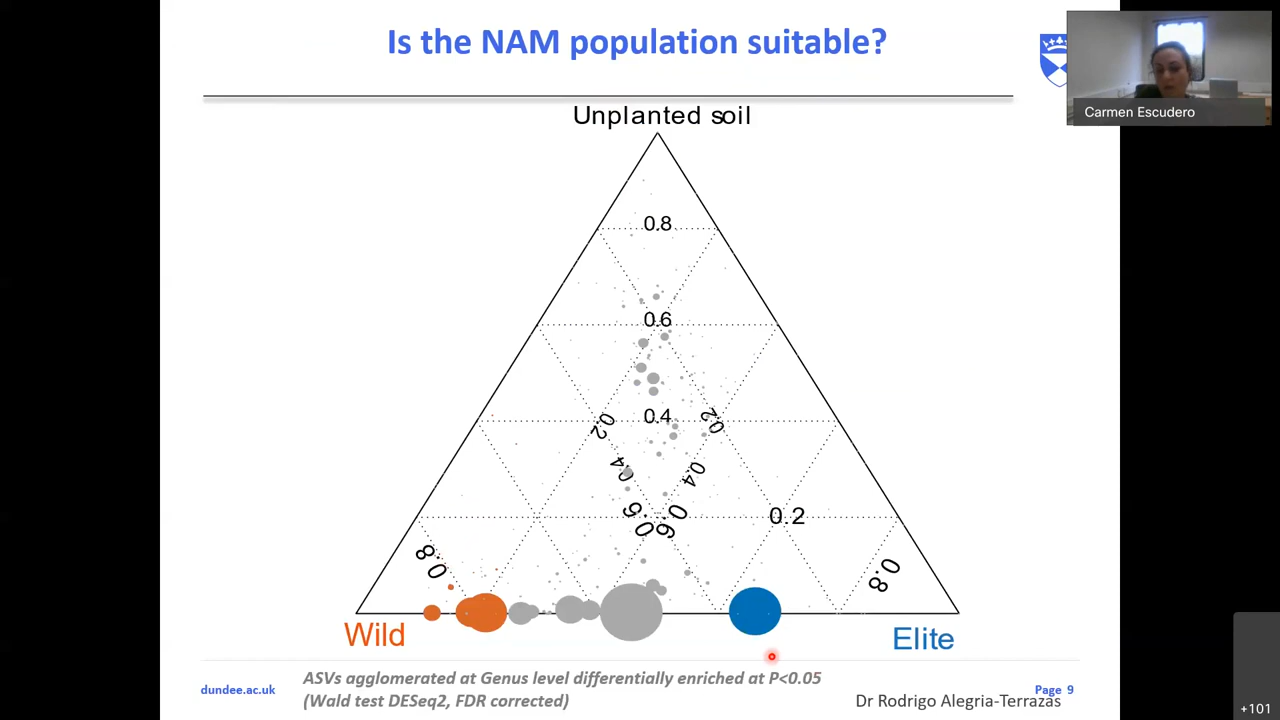 Is the NAM population suitable?
Carmen Escudero
Unplanted soil
0.8
0.6
0.4
0.2
0.2
0.4
0.4
0.5
0.6
0.2
0.8
0.8
Wild
Elite
ASVs agglomerated at Genus level differentially enriched at P<0.05
(Wald test DESeq2, FDR corrected)
dundee.ac.uk
Page 9
Dr Rodrigo Alegria-Terrazas
+101